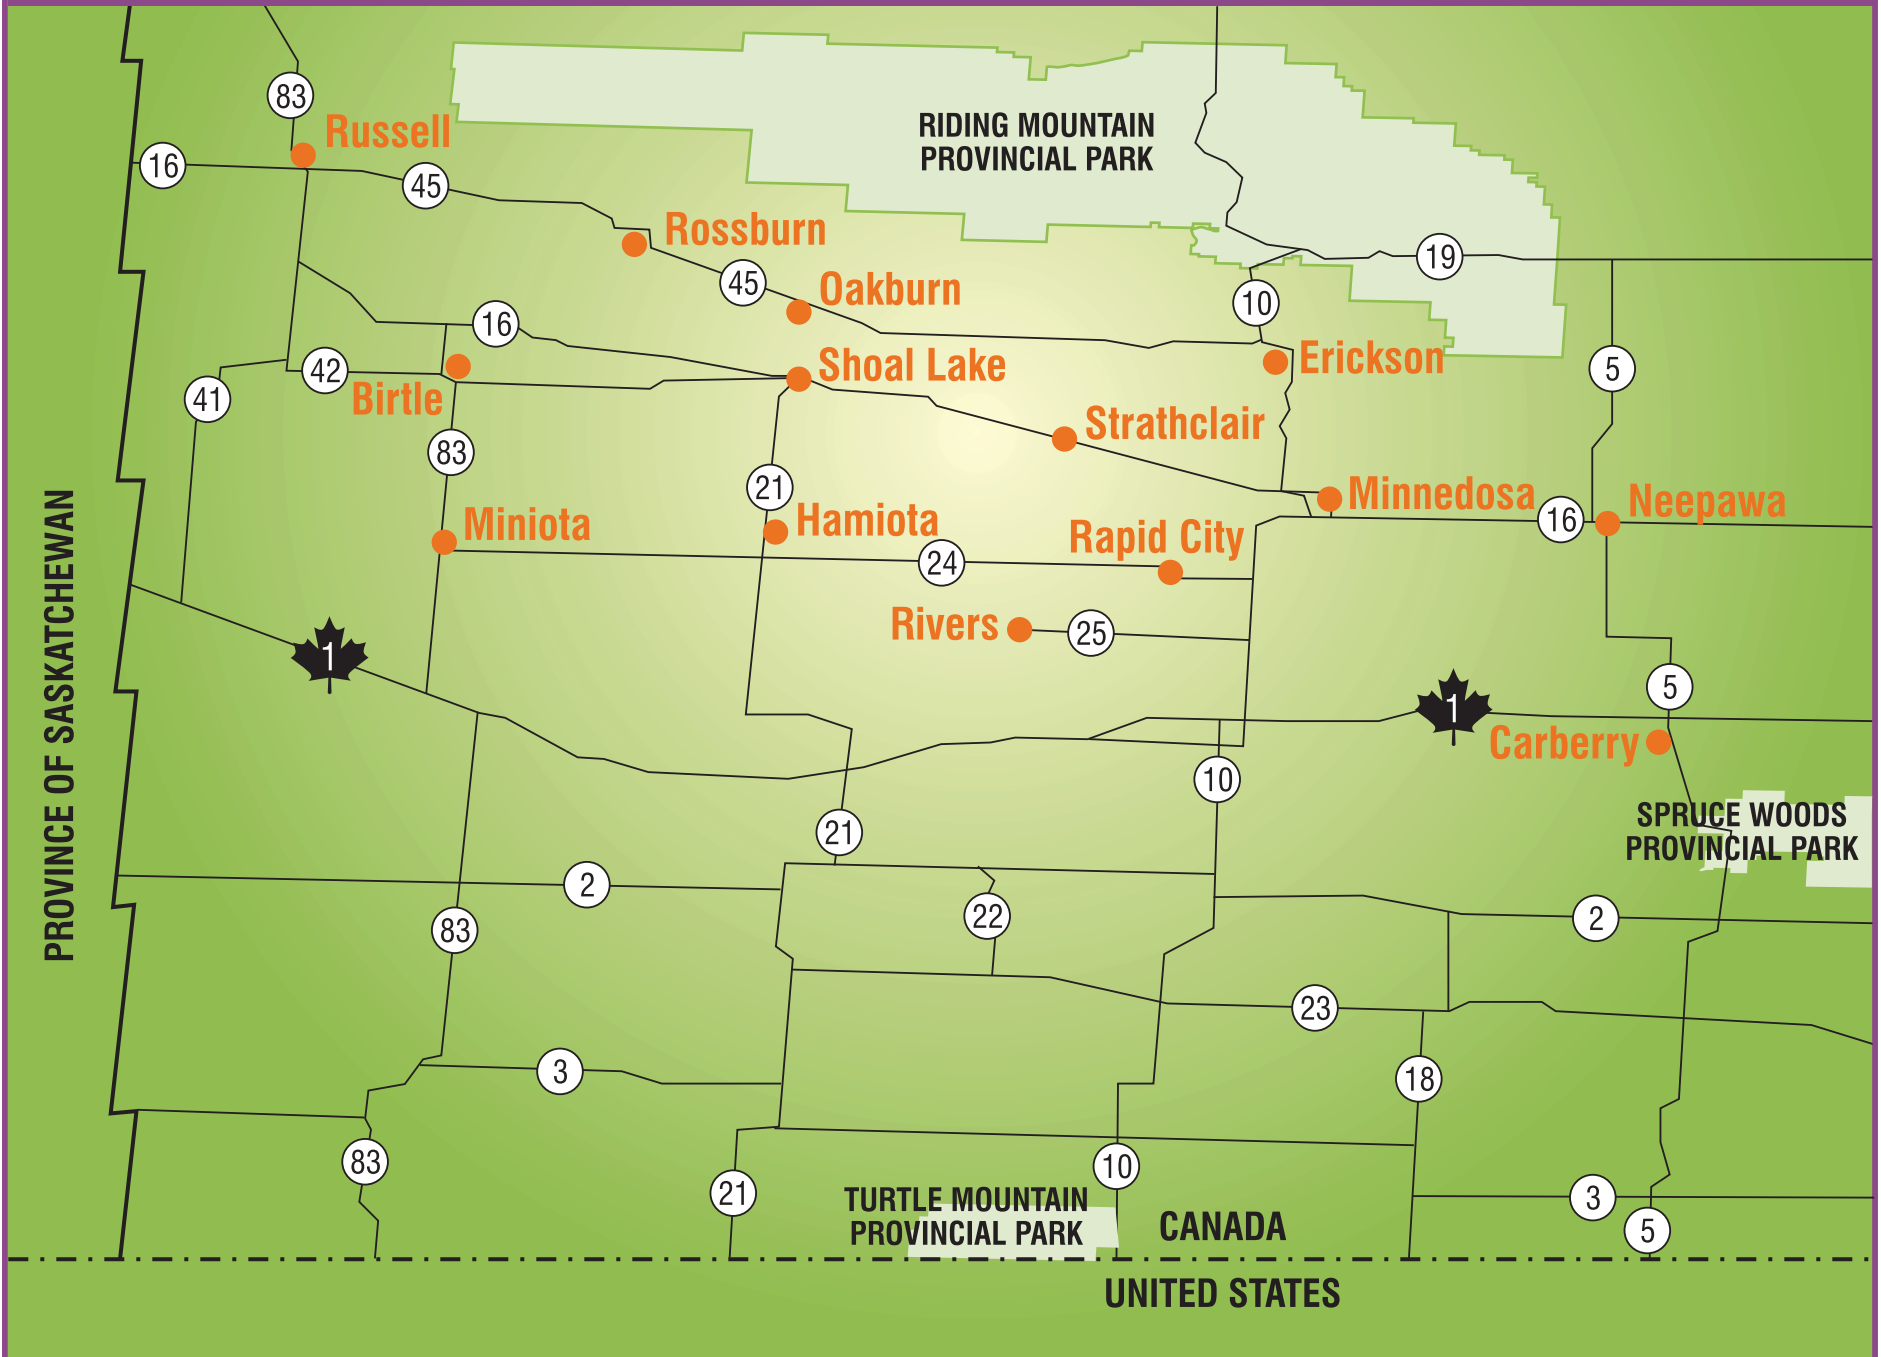 83
Russell
RIDING MOUNTAIN
PROVINCIAL PARK
16
45
Rossburn
19
45
Oakburn
10
16
Erickson
Shoal Lake
5
42
Birtle
41
Strathclair
83
21
Minnedosa
Neepawa
16
Miniota
Hamiota
Rapid City
24
Rivers
25
PROVINCE OF SASKATCHEWAN
1
5
1
Carberry
10
SPRUCE WOODS
PROVINCIAL PARK
21
2
22
2
83
23
3
18
83
10
21
TURTLE MOUNTAIN
PROVINCIAL PARK
CANADA
3
5
UNITED STATES